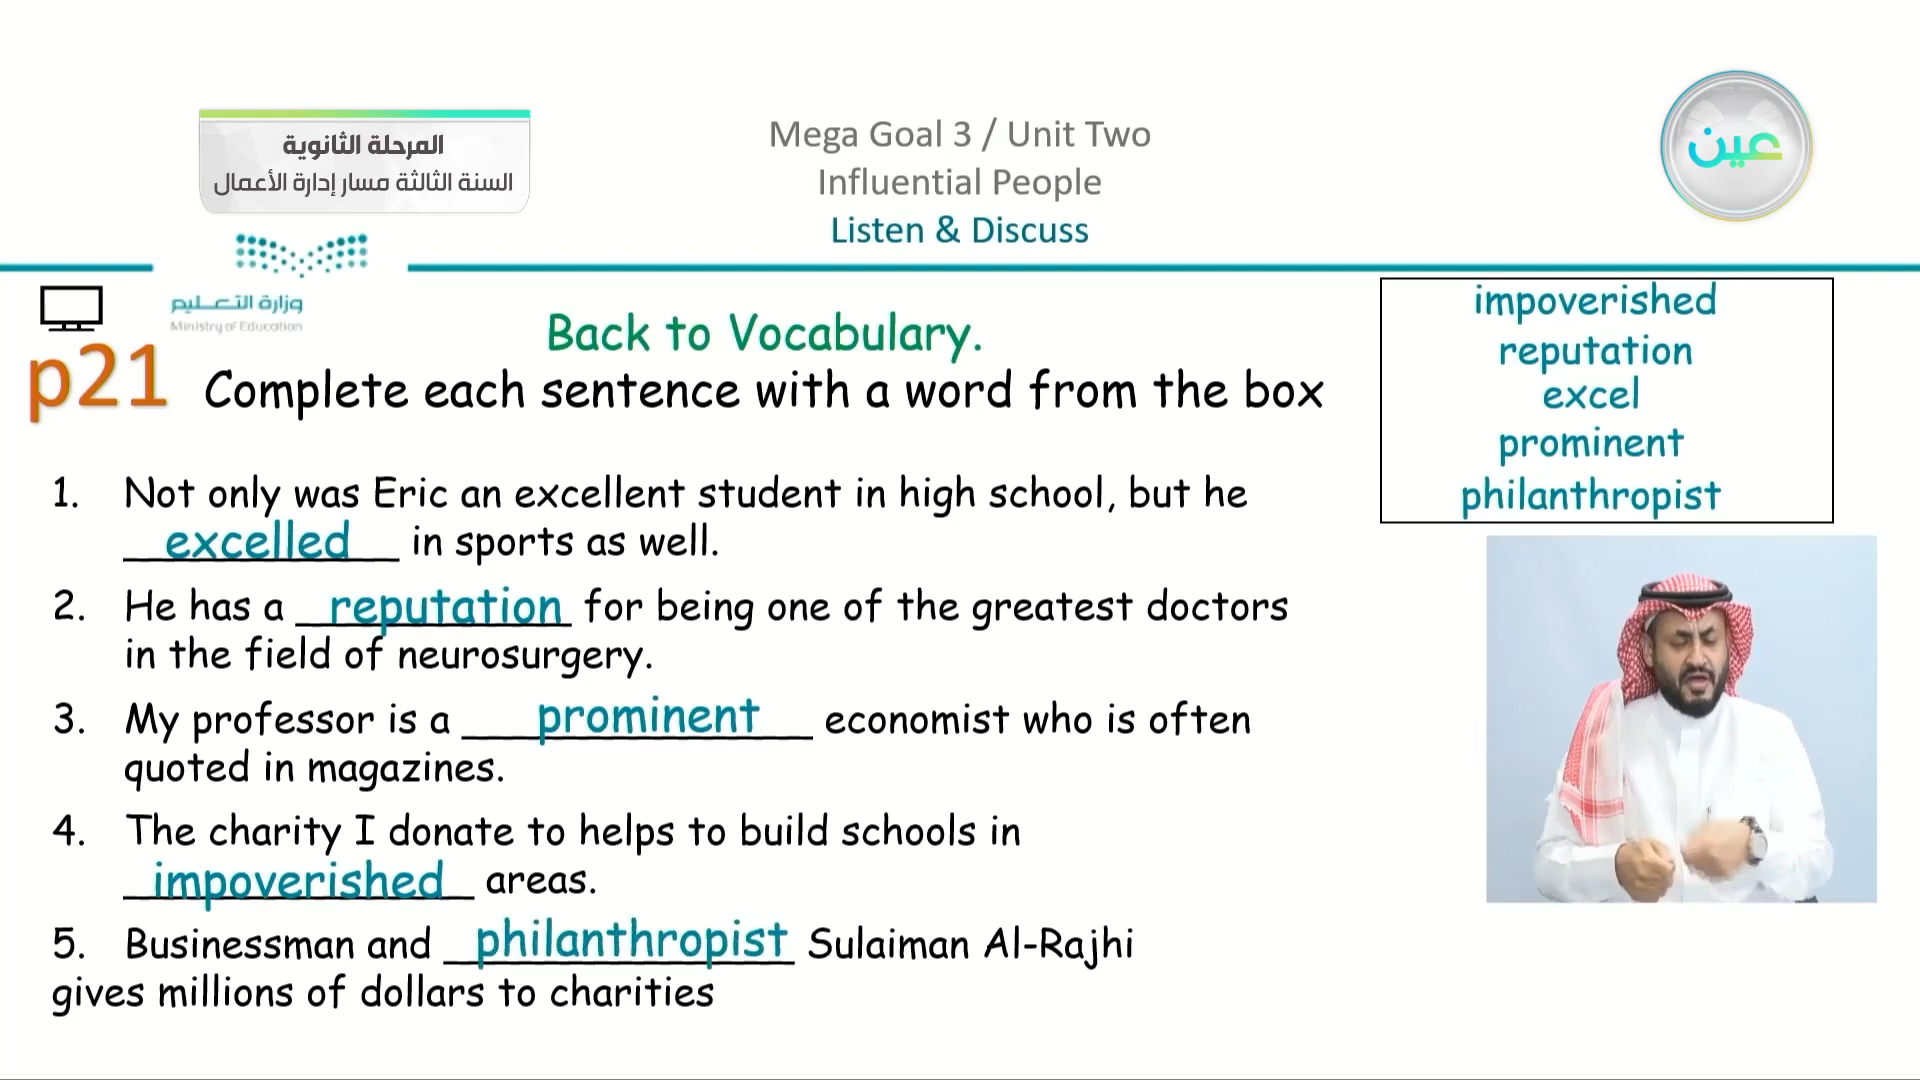 المرحلة الثانوية
السنة الثالثة مسار إدارة الأعمال
Mega Goal 3 / Unit Two
Influential People
Listen & Discuss
عين
وزارة التعليم
Ministry of Education
p21
Back to Vocabulary.
Complete each sentence with a word from the box
impoverished
reputation
excel
prominent
philanthropist
1. Not only was Eric an excellent student in high school, but he
excelled in sports as well.
2. He has a reputation for being one of the greatest doctors
in the field of neurosurgery.
3. My professor is a prominent economist who is often
quoted in magazines.
4. The charity I donate to helps to build schools in
impoverished areas.
5. Businessman and philanthropist Sulaiman Al-Rajhi
gives millions of dollars to charities